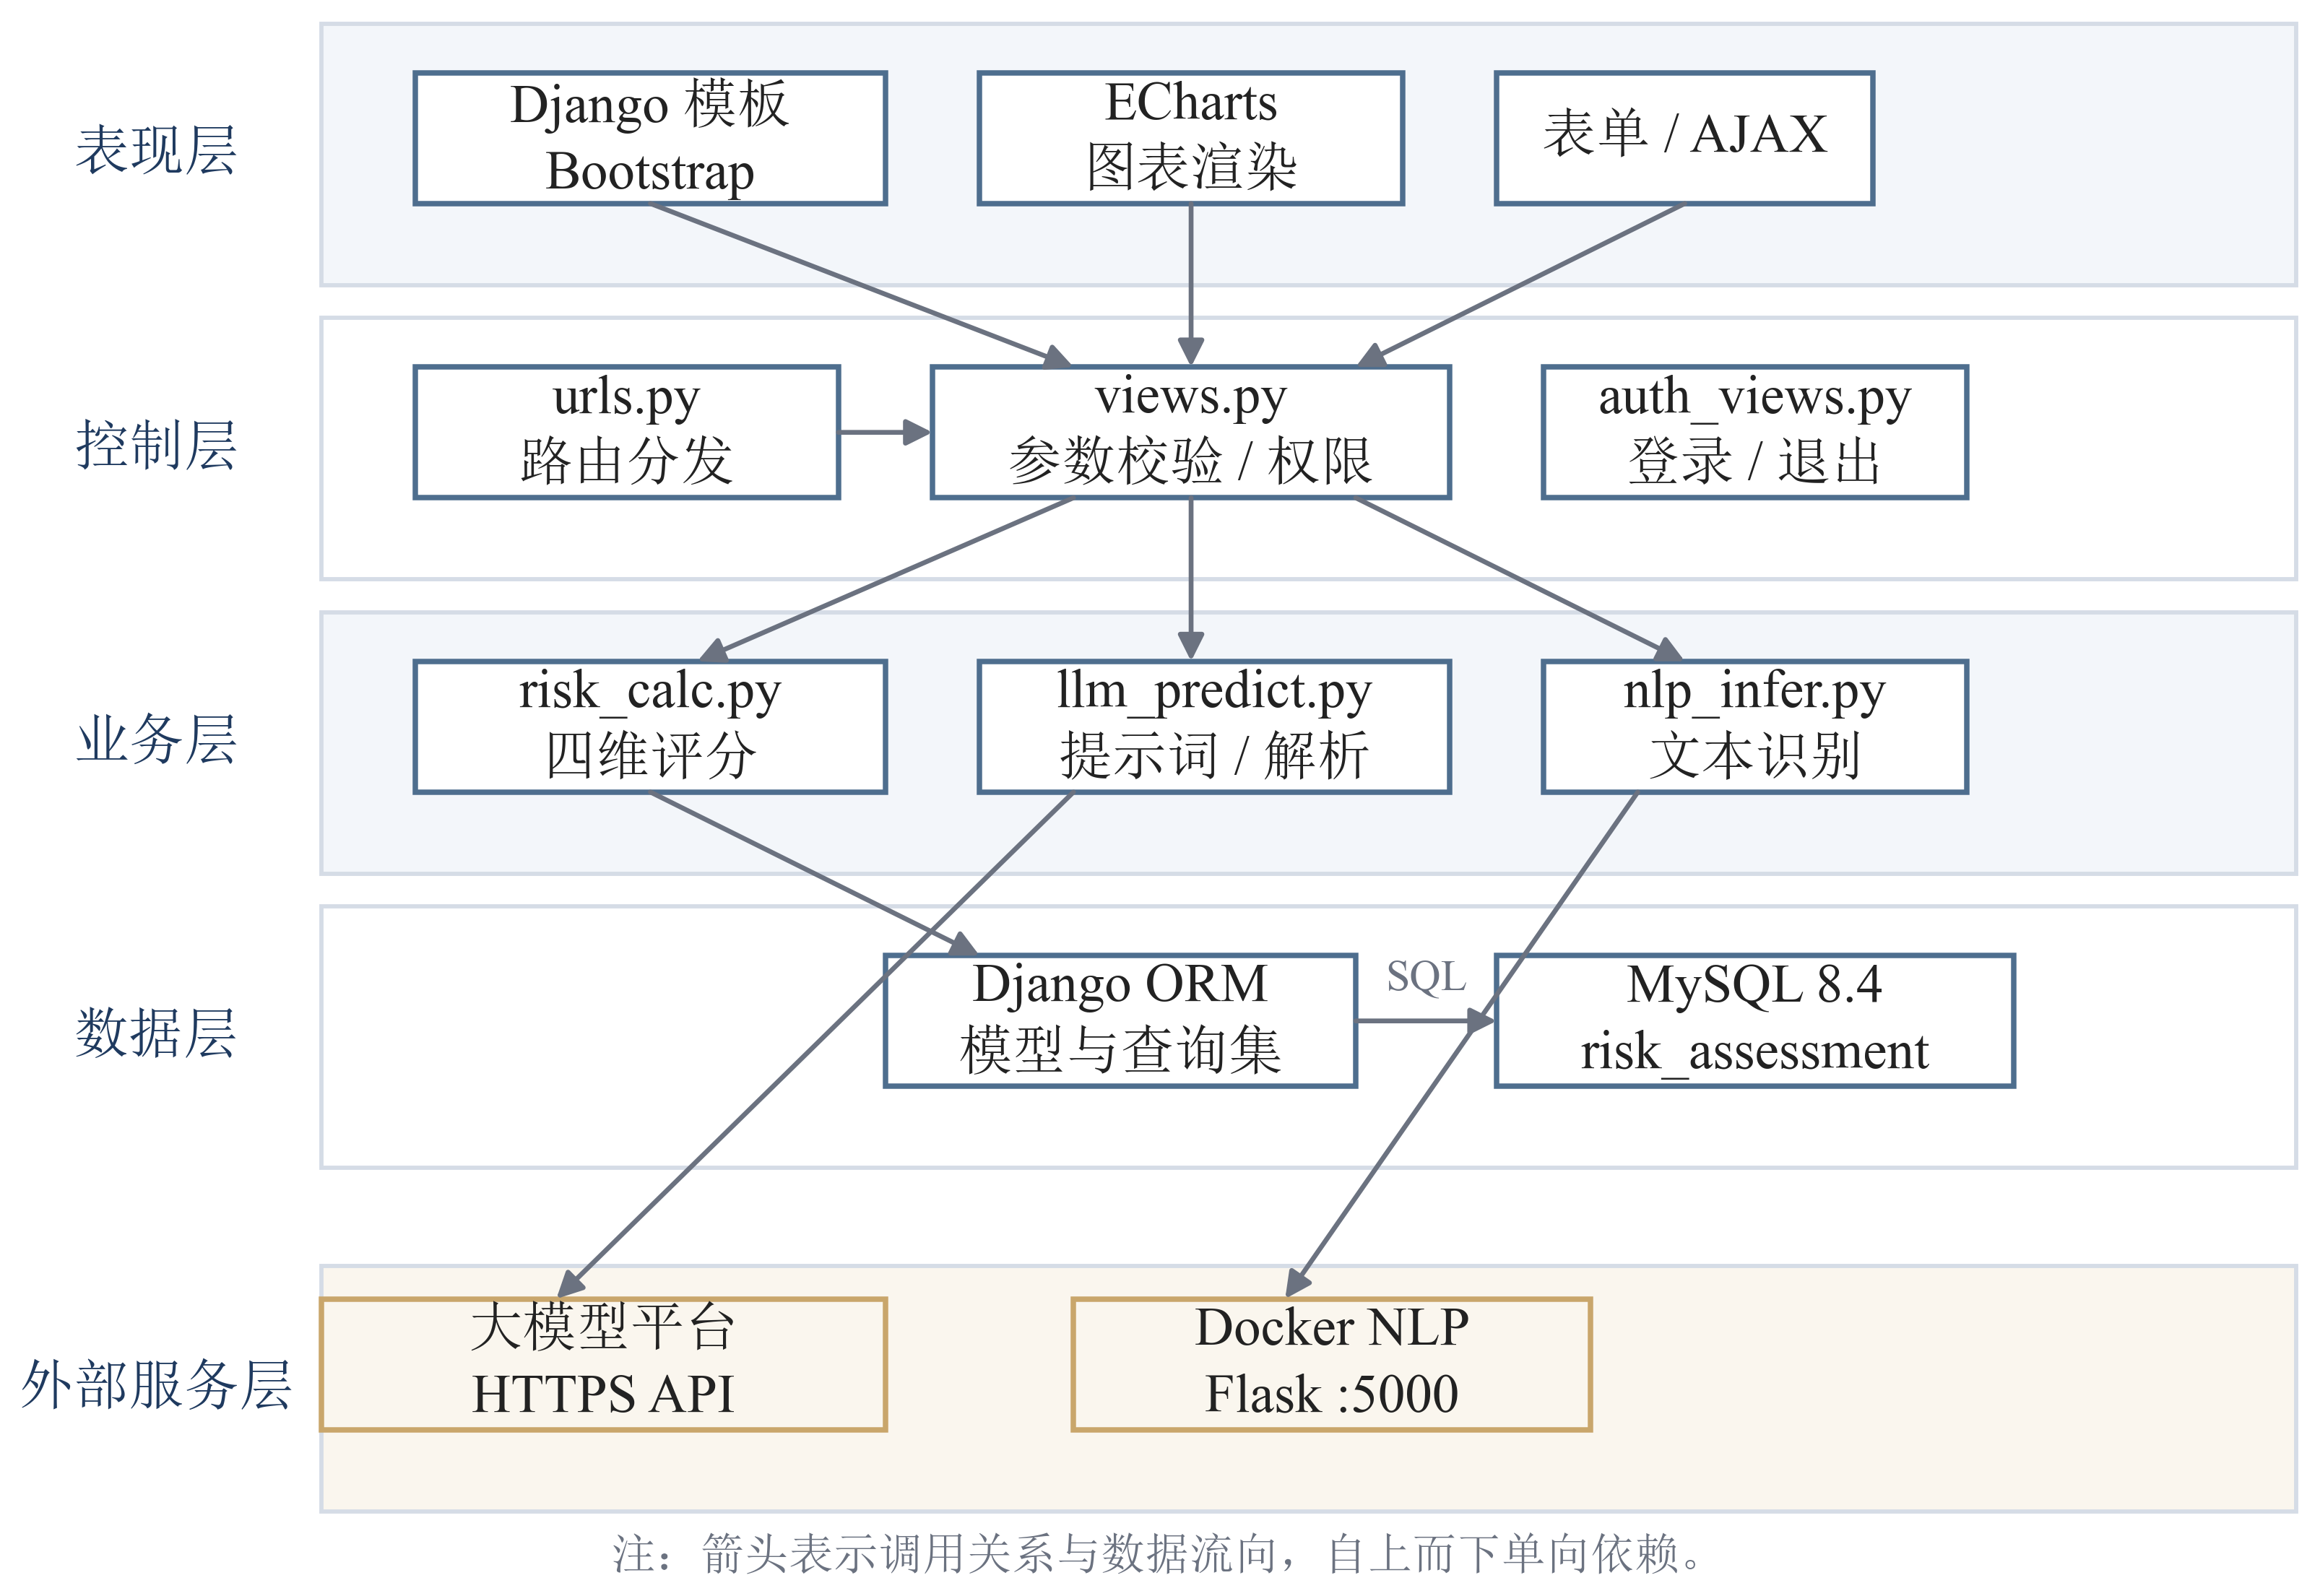 表现层
Django 模板
Bootstrap
ECharts
图表渲染
表单 / AJAX
控制层
urls.py
路由分发
views.py
参数校验 / 权限
auth_views.py
登录 / 退出
业务层
risk_calc.py
四维评分
llm_predict.py
提示词 / 解析
nlp_infer.py
文本识别
数据层
Django ORM
模型与查询集
SQL
MySQL 8.4
risk_assessment
外部服务层
大模型平台
HTTPS API
Docker NLP
Flask :5000
注：箭头表示调用关系与数据流向，自上而下单向依赖。